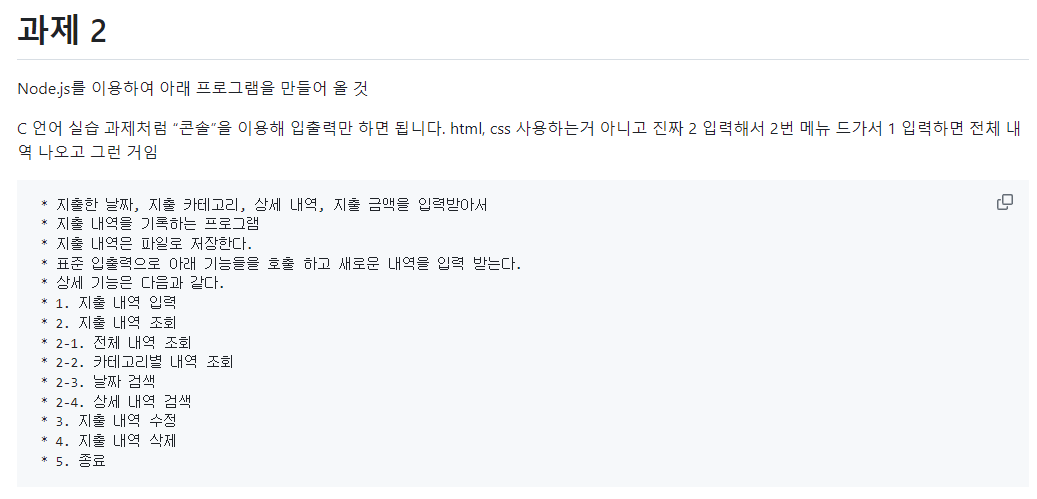 과제 2
Node.js를 이용하여 아래 프로그램을 만들어 올 것
C 언어 실습 과제처럼 “콘솔”을 이용해 입출력만 하면 됩니다. html, css 사용하는거 아니고 진짜 2 입력해서 2번 메뉴 드가서 1 입력하면 전체 내
역 나오고 그런 거임
* 지출한 날짜, 지출 카테고리, 상세 내역, 지출 금액을 입력받아서
* 지출 내역을 기록하는 프로그램
* 지출 내역은 파일로 저장한다.
* 표준 입출력으로 아래 기능들을 호출 하고 새로운 내역을 입력 받는다.
* 상세 기능은 다음과 같다.
* 1. 지출 내역 입력
* 2. 지출 내역 조회
* 2-1. 전체 내역 조회
* 2-2. 카테고리별 내역 조회
* 2-3. 날짜 검색
* 2-4. 상세 내역 검색
* 3. 지출 내역 수정
* 4. 지출 내역 삭제
* 5. 종료